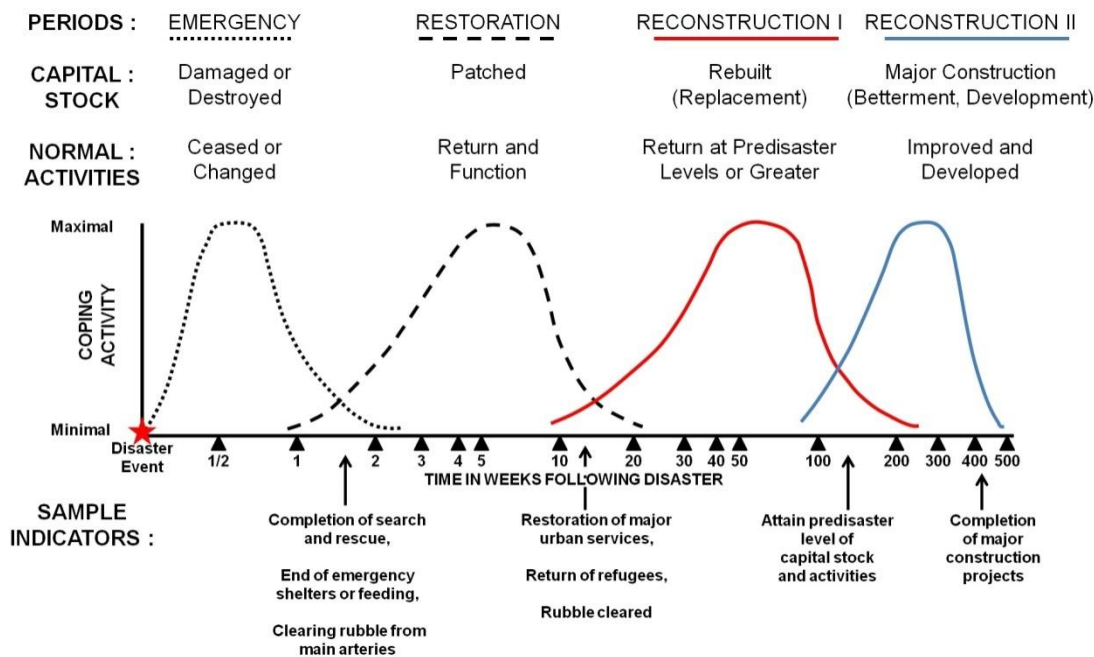 PERIODS : EMERGENCY RESTORATION RECONSTRUCTION I RECONSTRUCTION II
CAPITAL : STOCK
Damaged or
Destroyed
Patched
Rebuilt
(Replacement)
Major Construction
(Betterment, Development)
NORMAL :
ACTIVITIES
Ceased or
Changed
Return and
Function
Return at Predisaster
Levels or Greater
Improved and
Developed
Maximal
COPING
ACTIVITY
Minimal
Disaster
Event
1/2 1 2 3 4 5 10 20 30 40 50 100 200 300 400 500
TIME IN WEEKS FOLLOWING DISASTER
SAMPLE
INDICATORS :
Completion of search
and rescue,
End of emergency
shelters or feeding,
Clearing rubble from
main arteries
Restoration of major
urban services,
Return of refugees,
Rubble cleared
Attain predisaster
level of
capital stock
and activities
Completion
of major
construction
projects